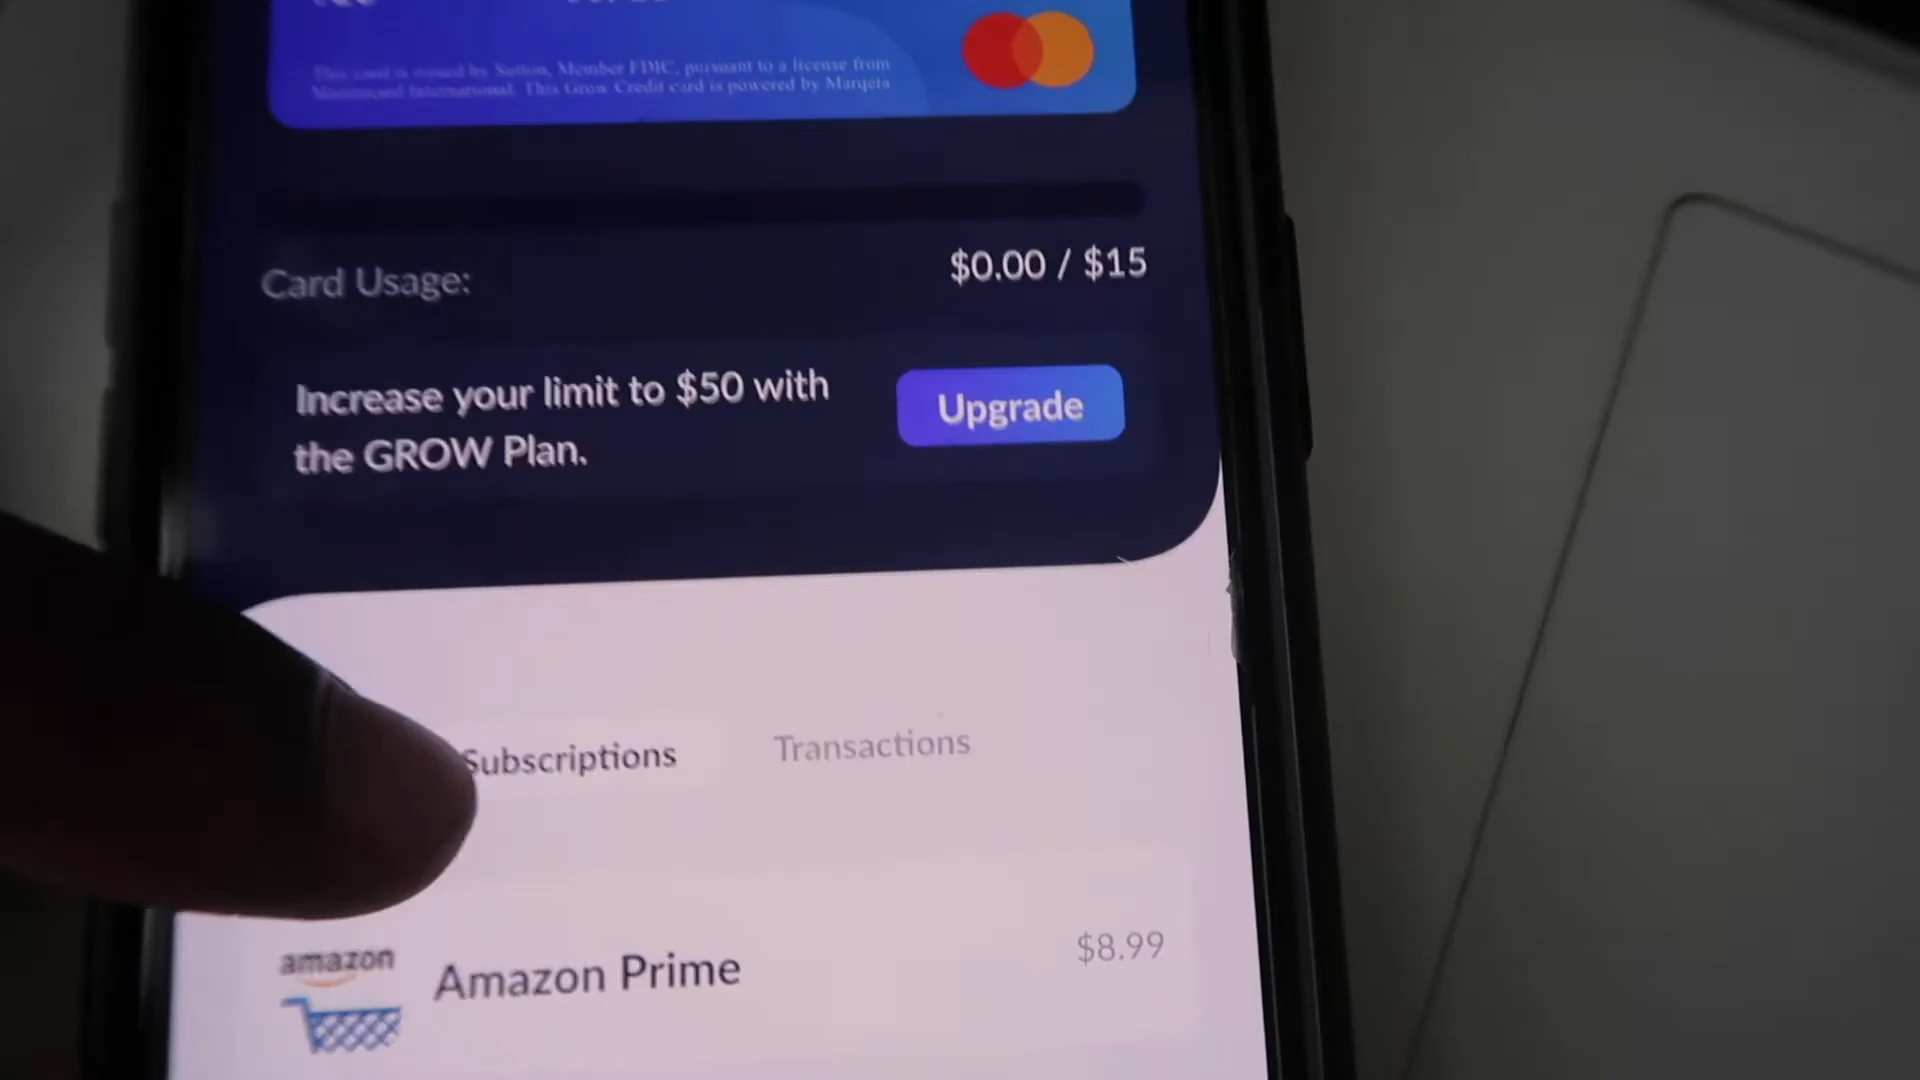 This card is issued by Sutton, Member FDIC, pursuant to a license from
Mastercard International. This Grow Credit card is powered by Marqeta
Card Usage:
$0.00 / $15
Increase your limit to $50 with
the GROW Plan.
Upgrade
Subscriptions
Transactions
amazon
Amazon Prime
$8.99